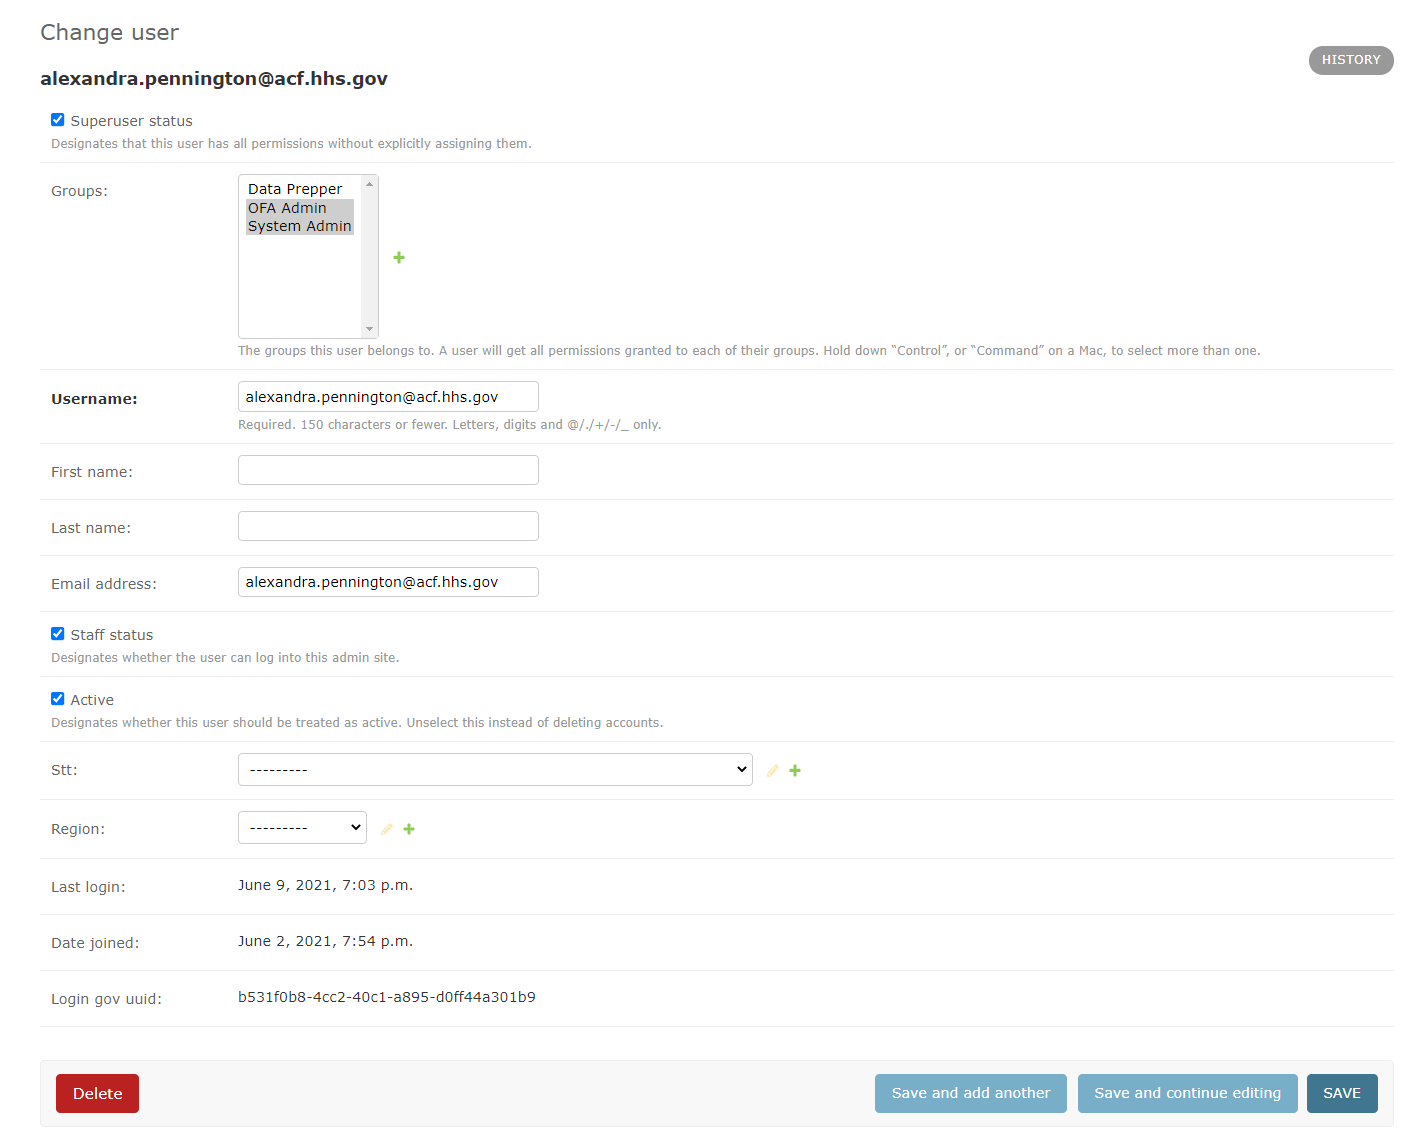 Change user
HISTORY
alexandra.pennington@acf.hhs.gov
Superuser status
Designates that this user has all permissions without explicitly assigning them.
Groups:
Data Prepper
OFA Admin
System Admin
The groups this user belongs to. A user will get all permissions granted to each of their groups. Hold down “Control”, or “Command” on a Mac, to select more than one.
Username: alexandra.pennington@acf.hhs.gov
Required. 150 characters or fewer. Letters, digits and @/./+/-/_ only.
First name:
Last name:
Email address: alexandra.pennington@acf.hhs.gov
Staff status
Designates whether the user can log into this admin site.
Active
Designates whether this user should be treated as active. Unselect this instead of deleting accounts.
Stt: ---------
Region: ---------
Last login: June 9, 2021, 7:03 p.m.
Date joined: June 2, 2021, 7:54 p.m.
Login gov uuid: b531f0b8-4cc2-40c1-a895-d0ff44a301b9
Delete Save and add another Save and continue editing SAVE